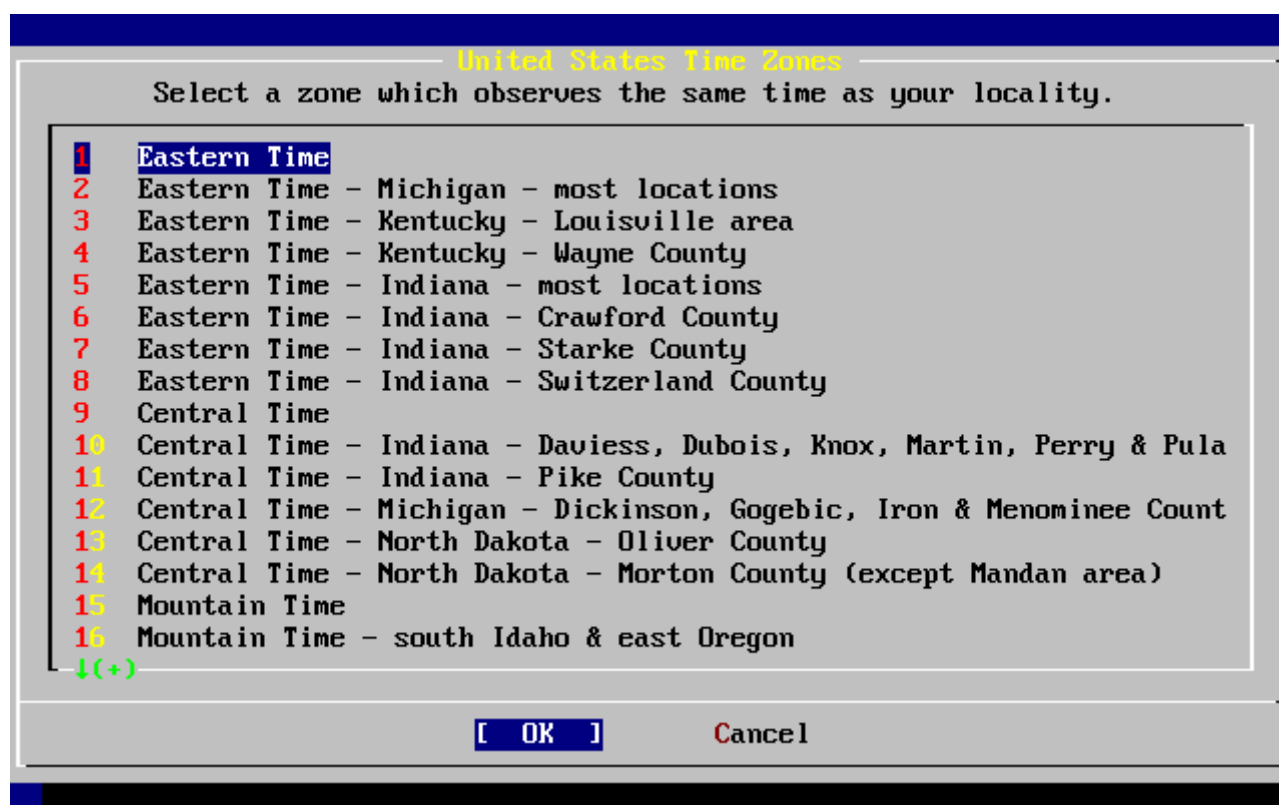 United States Time Zones
Select a zone which observes the same time as your locality.
1 Eastern Time
2 Eastern Time - Michigan - most locations
3 Eastern Time - Kentucky - Louisville area
4 Eastern Time - Kentucky - Wayne County
5 Eastern Time - Indiana - most locations
6 Eastern Time - Indiana - Crawford County
7 Eastern Time - Indiana - Starke County
8 Eastern Time - Indiana - Switzerland County
9 Central Time
10 Central Time - Indiana - Daviess, Dubois, Knox, Martin, Perry & Pula
11 Central Time - Indiana - Pike County
12 Central Time - Michigan - Dickinson, Gogebic, Iron & Menominee Count
13 Central Time - North Dakota - Oliver County
14 Central Time - North Dakota - Morton County (except Mandan area)
15 Mountain Time
16 Mountain Time - south Idaho & east Oregon
↓(+)
[ OK ] Cancel